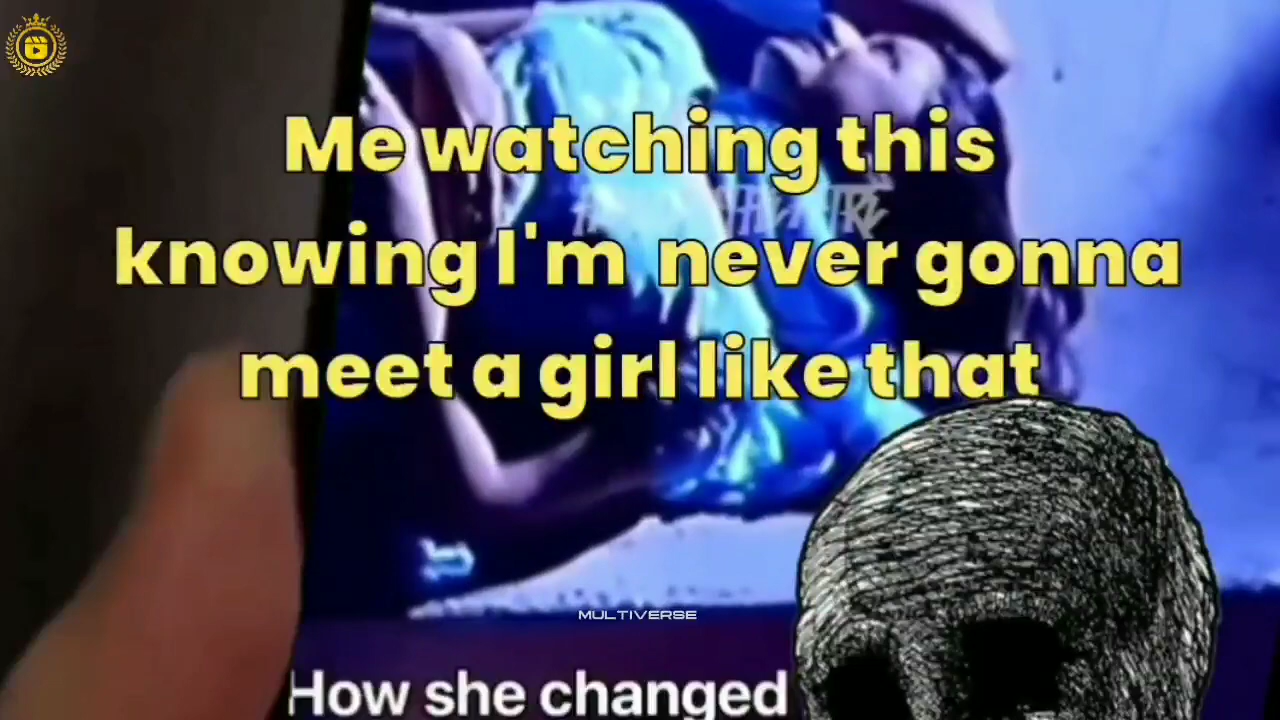 Me watching this
knowing I'm never gonna
meet a girl like that
MULTIVERSE
How she changed